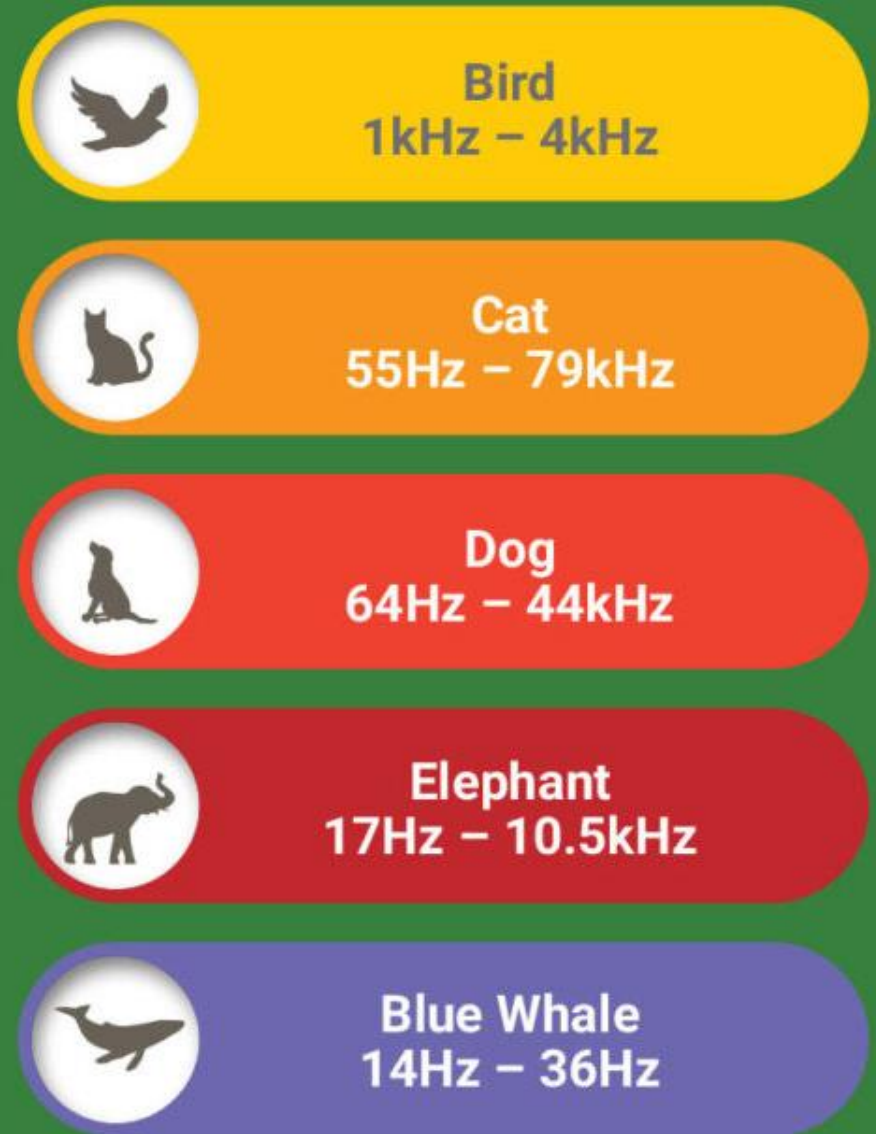 Bird
1kHz – 4kHz
Cat
55Hz – 79kHz
Dog
64Hz – 44kHz
Elephant
17Hz – 10.5kHz
Blue Whale
14Hz – 36Hz